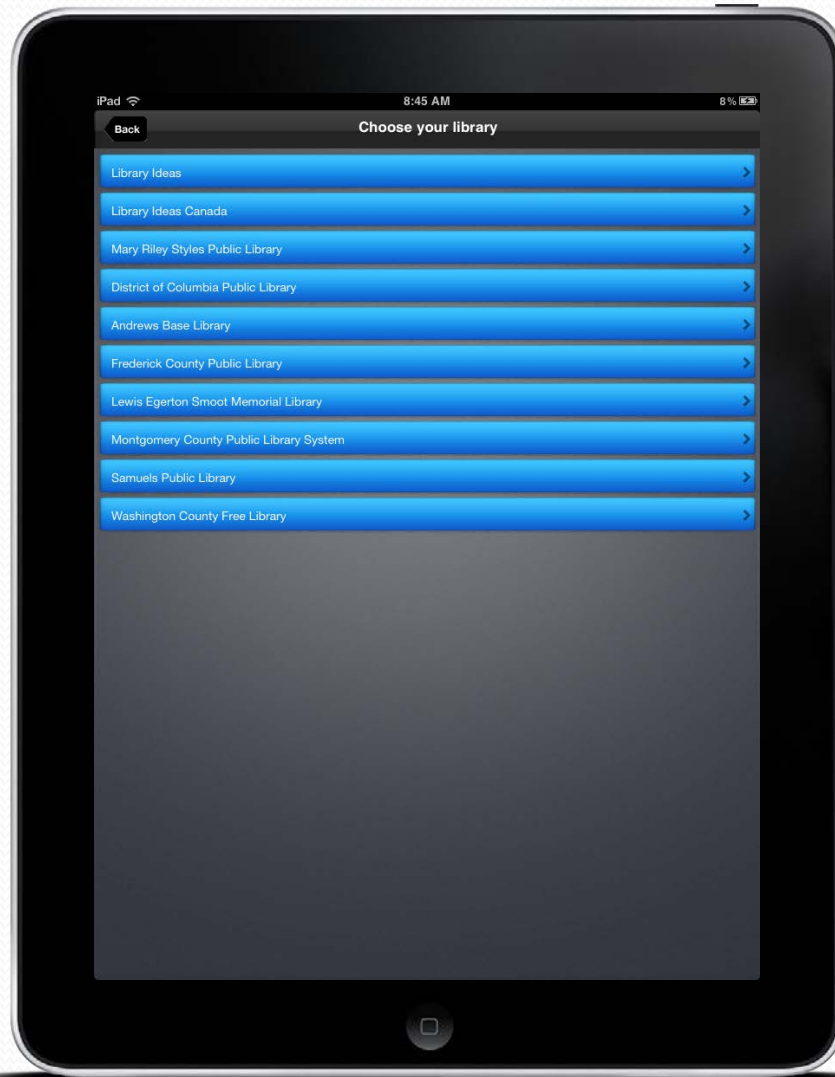 iPad 8:45 AM 8%
Back Choose your library
Library Ideas
Library Ideas Canada
Mary Riley Styles Public Library
District of Columbia Public Library
Andrews Base Library
Frederick County Public Library
Lewis Egerton Smoot Memorial Library
Montgomery County Public Library System
Samuels Public Library
Washington County Free Library